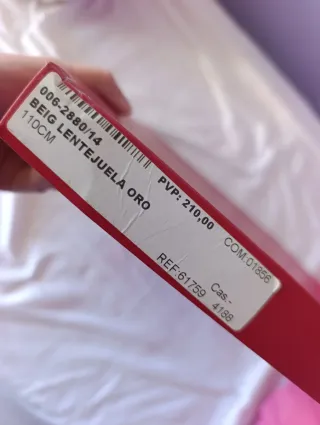 006-2880/14
BEIG LENTEJUELA ORO
110CM
PVP: 210,00
COM.01856
REF:61759
Cas.-
4188